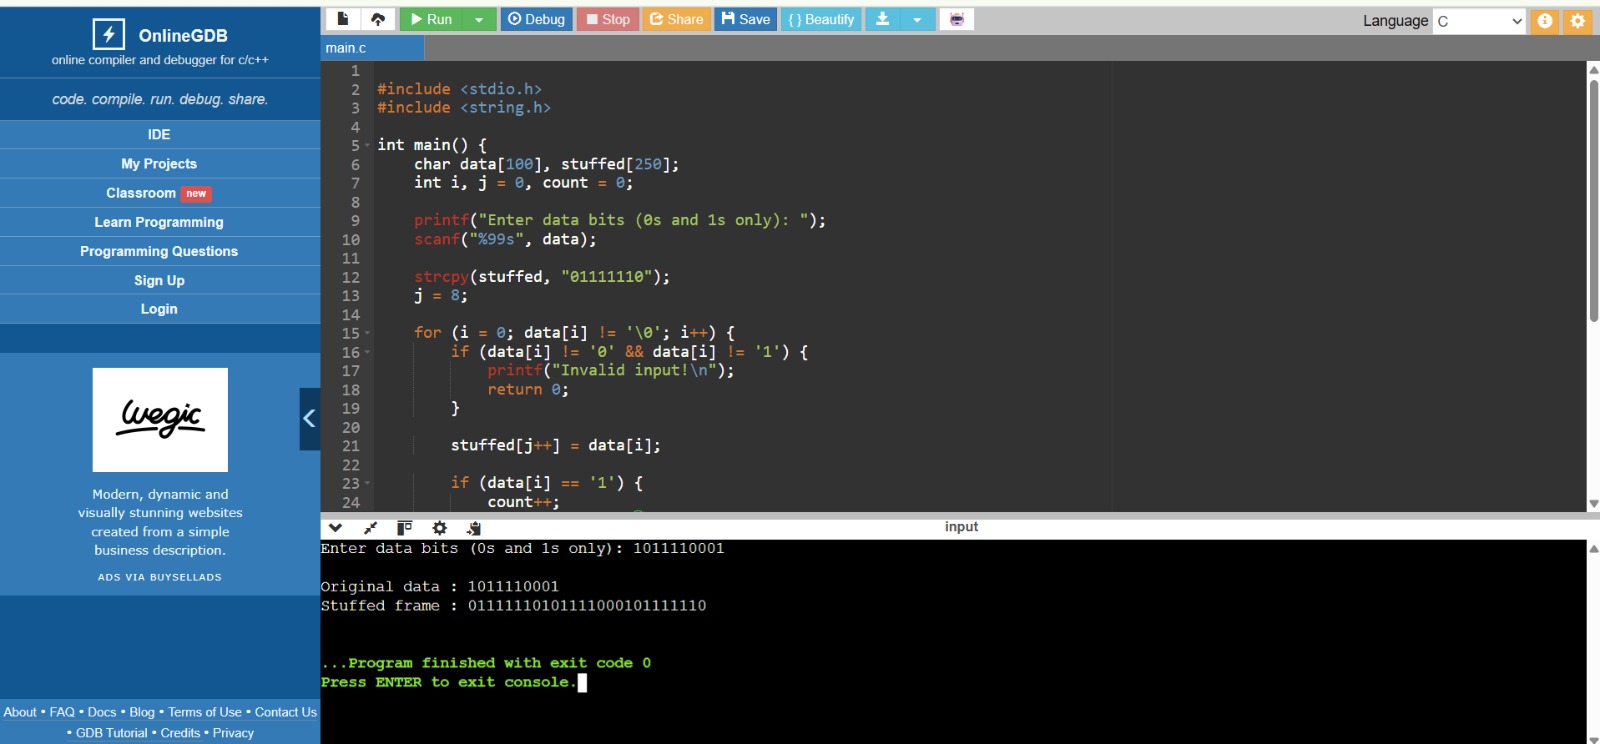 OnlineGDB
online compiler and debugger for c/c++
code. compile. run. debug. share.
IDE
My Projects
Classroom new
Learn Programming
Programming Questions
Sign Up
Login
wegic
Modern, dynamic and
visually stunning websites
created from a simple
business description.
ADS VIA BUYSELLADS
About • FAQ • Docs • Blog • Terms of Use • Contact Us
• GDB Tutorial • Credits • Privacy
Run Debug Stop Share Save { } Beautify Language C
main.c
1
2 #include <stdio.h>
3 #include <string.h>
4
5 int main() {
6     char data[100], stuffed[250];
7     int i, j = 0, count = 0;
8
9     printf("Enter data bits (0s and 1s only): ");
10     scanf("%99s", data);
11
12     strcpy(stuffed, "01111110");
13     j = 8;
14
15     for (i = 0; data[i] != '\0'; i++) {
16         if (data[i] != '0' && data[i] != '1') {
17             printf("Invalid input!\n");
18             return 0;
19         }
20
21         stuffed[j++] = data[i];
22
23         if (data[i] == '1') {
24             count++;
input
Enter data bits (0s and 1s only): 1011110001
Original data : 1011110001
Stuffed frame : 01111110101111000101111110
...Program finished with exit code 0
Press ENTER to exit console.